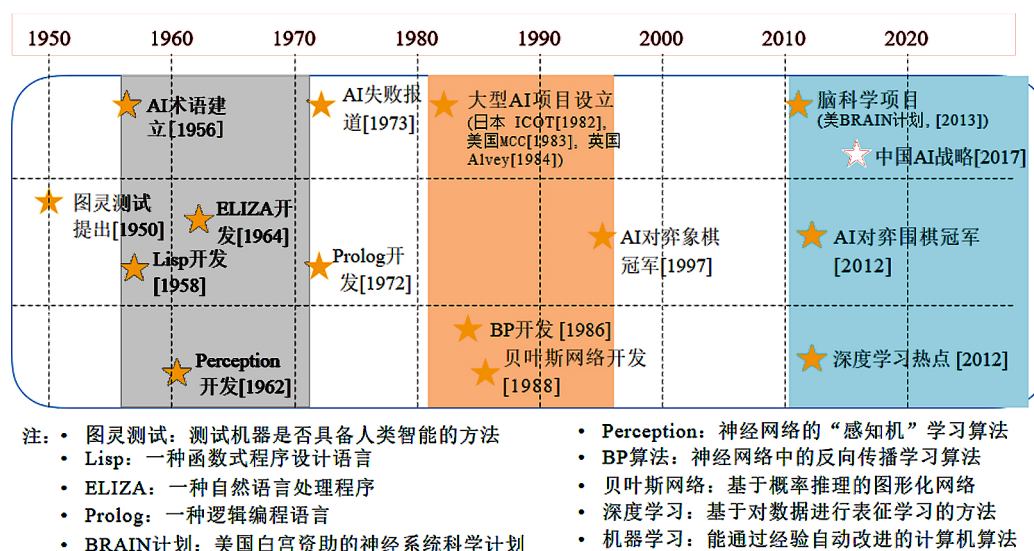 1950 1960 1970 1980 1990 2000 2010 2020
AI术语建
立[1956]
AI失败报
道[1973]
大型AI项目设立
(日本 ICOT[1982],
美国MCC[1983], 英国
Alvey[1984])
脑科学项目
(美BRAIN计划, [2013])
中国AI战略[2017]
图灵测试
提出[1950]
ELIZA开
发[1964]
Lisp开发
[1958]
Prolog开
发[1972]
AI对弈象棋
冠军[1997]
AI对弈围棋冠军
[2012]
Perception
开发[1962]
BP开发 [1986]
贝叶斯网络开发
[1988]
深度学习热点 [2012]
注: • 图灵测试: 测试机器是否具备人类智能的方法
• Lisp: 一种函数式程序设计语言
• ELIZA: 一种自然语言处理程序
• Prolog: 一种逻辑编程语言
• BRAIN计划: 美国白宫资助的神经系统科学计划
• Perception: 神经网络的“感知机”学习算法
• BP算法: 神经网络中的反向传播学习算法
• 贝叶斯网络: 基于概率推理的图形化网络
• 深度学习: 基于对数据进行表征学习的方法
• 机器学习: 能通过经验自动改进的计算机算法